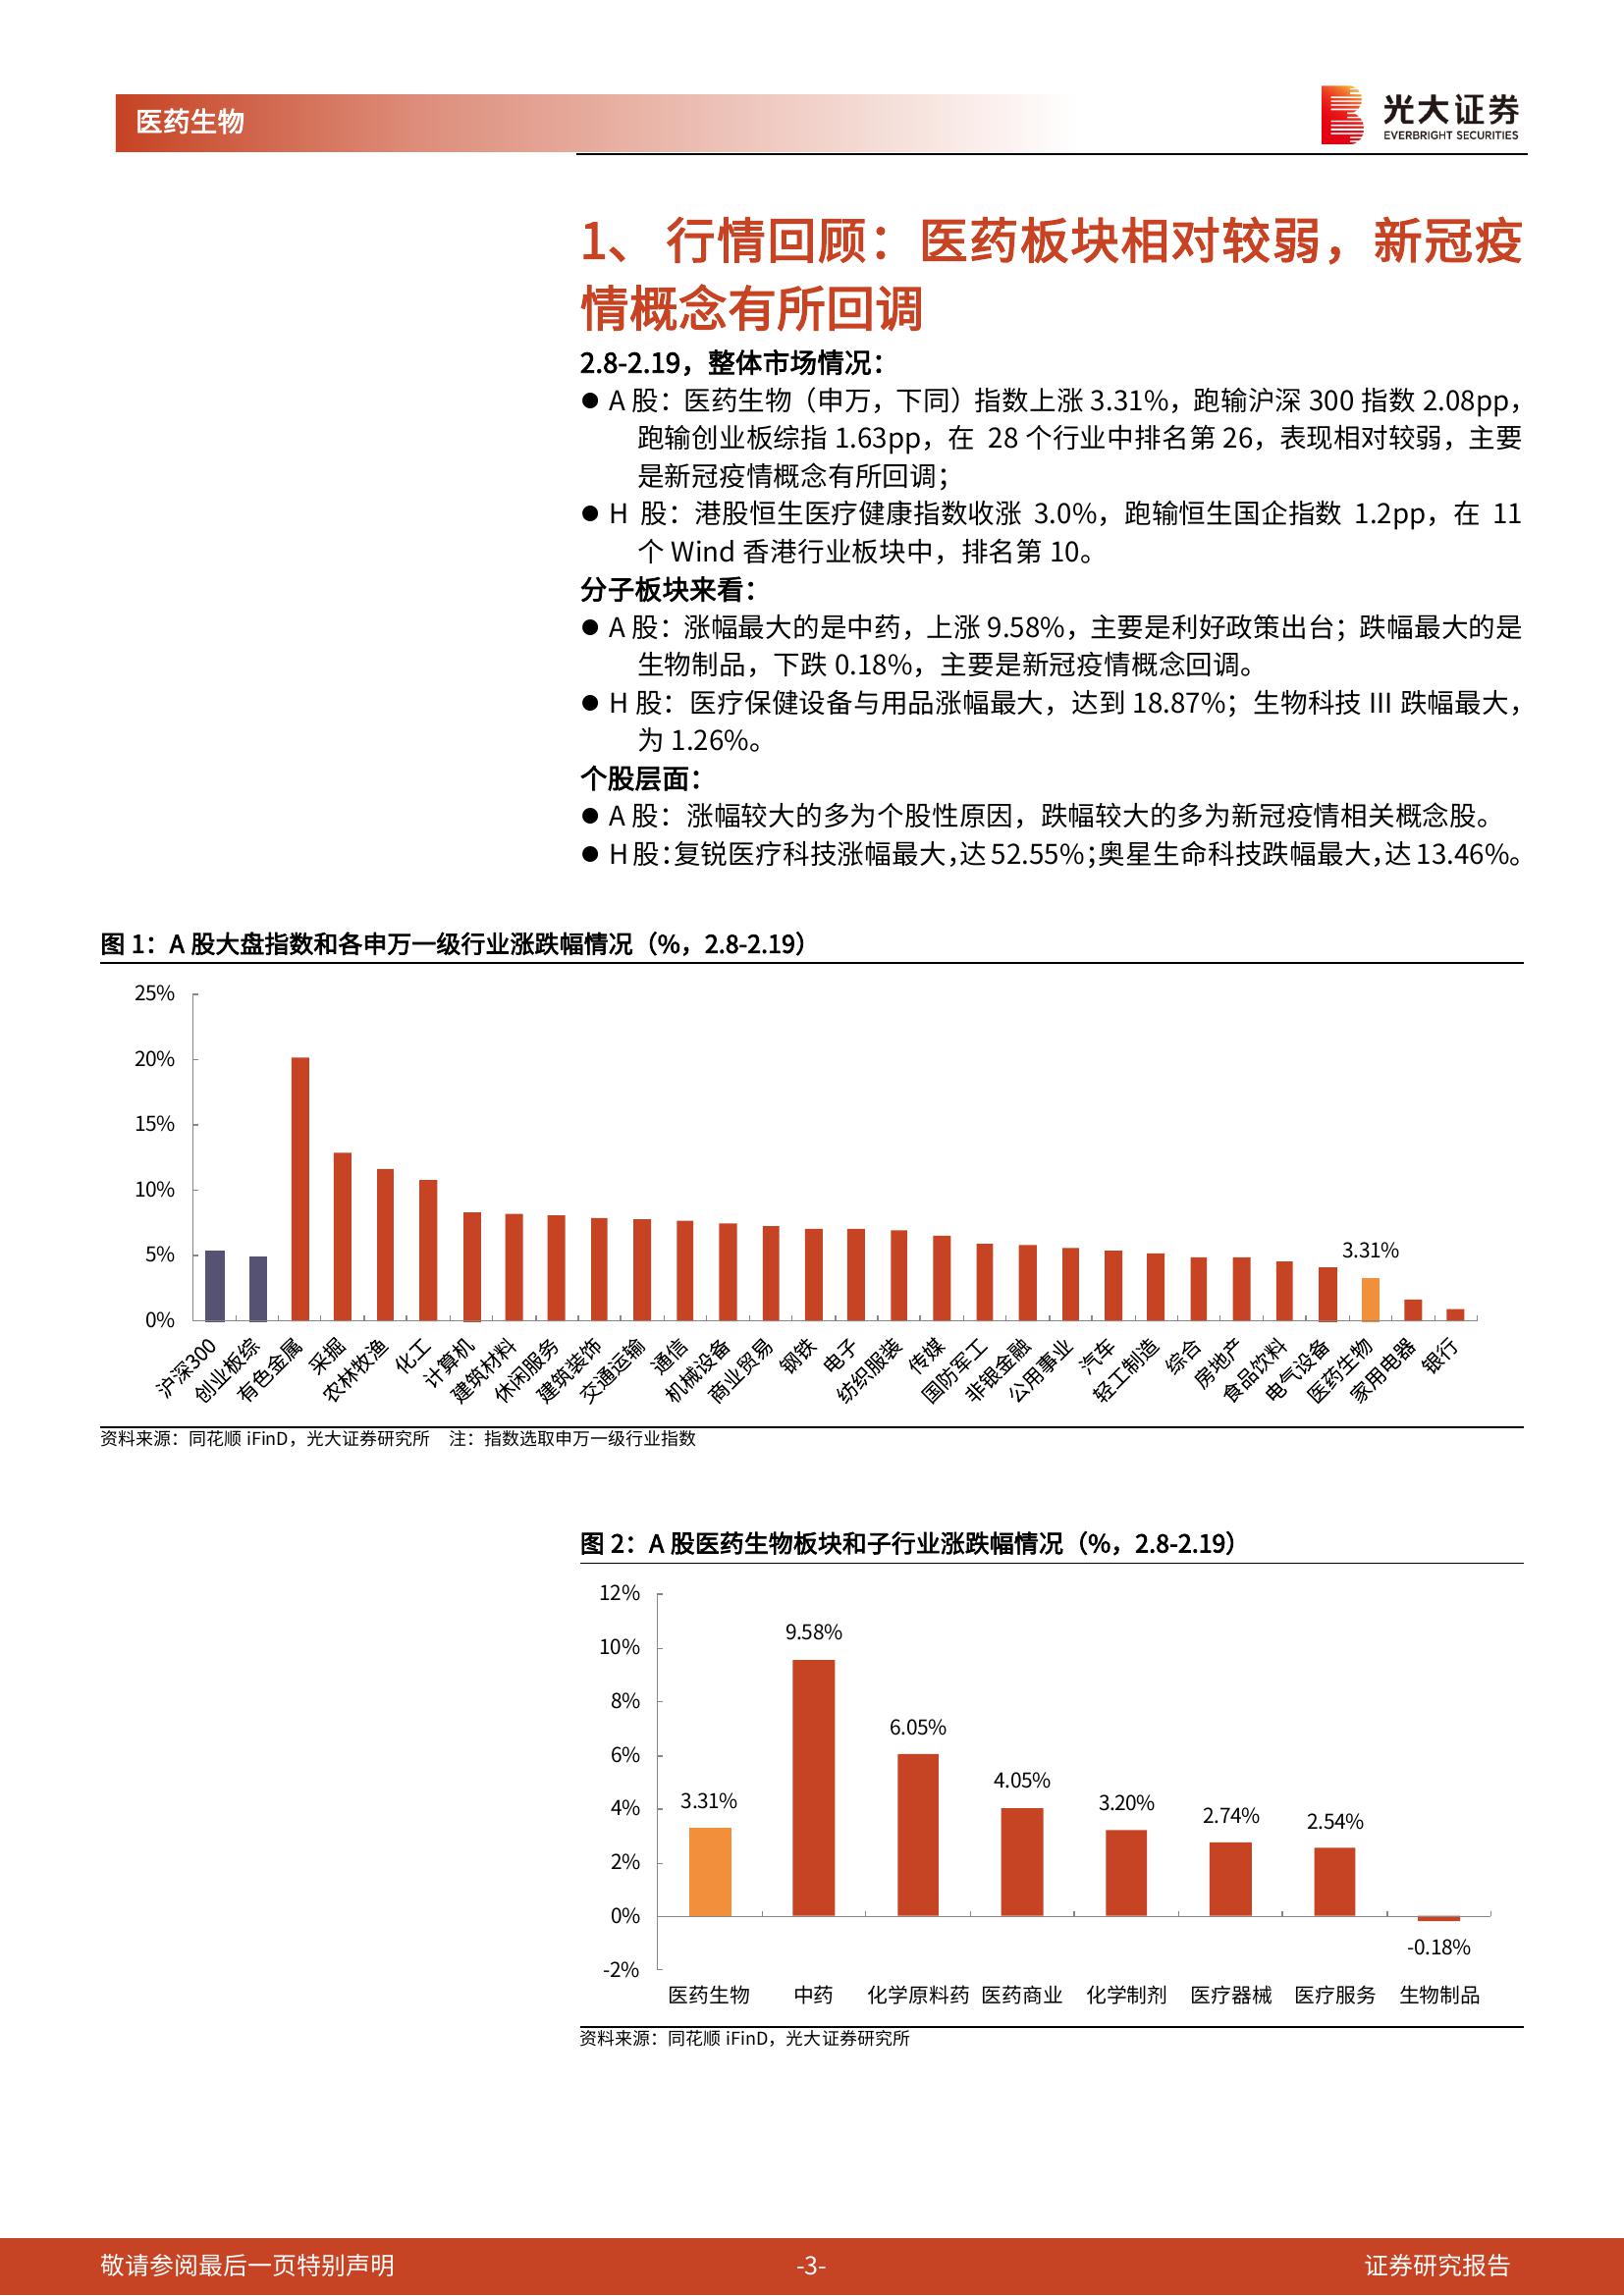 医药生物
光大证券
EVERBRIGHT SECURITIES
1、 行情回顾：医药板块相对较弱，新冠疫
情概念有所回调
2.8-2.19，整体市场情况：
● A 股：医药生物（申万，下同）指数上涨 3.31%，跑输沪深 300 指数 2.08pp，
跑输创业板综指 1.63pp，在 28 个行业中排名第 26，表现相对较弱，主要
是新冠疫情概念有所回调；
● H 股：港股恒生医疗健康指数收涨 3.0%，跑输恒生国企指数 1.2pp，在 11
个 Wind 香港行业板块中，排名第 10。
分子板块来看：
● A 股：涨幅最大的是中药，上涨 9.58%，主要是利好政策出台；跌幅最大的是
生物制品，下跌 0.18%，主要是新冠疫情概念回调。
● H 股：医疗保健设备与用品涨幅最大，达到 18.87%；生物科技 III 跌幅最大，
为 1.26%。
个股层面：
● A 股：涨幅较大的多为个股性原因，跌幅较大的多为新冠疫情相关概念股。
● H 股：复锐医疗科技涨幅最大，达 52.55%；奥星生命科技跌幅最大，达 13.46%。
图 1：A 股大盘指数和各申万一级行业涨跌幅情况（%，2.8-2.19）
25%
20%
15%
10%
5%
0%
3.31%
沪深300
创业板综
有色金属
采掘
农林牧渔
化工
计算机
建筑材料
休闲服务
建筑装饰
交通运输
通信
机械设备
商业贸易
钢铁
电子
纺织服装
传媒
国防军工
非银金融
公用事业
汽车
轻工制造
综合
房地产
食品饮料
电气设备
医药生物
家用电器
银行
资料来源：同花顺 iFinD，光大证券研究所 注：指数选取申万一级行业指数
图 2：A 股医药生物板块和子行业涨跌幅情况（%，2.8-2.19）
12%
10%
8%
6%
4%
2%
0%
-2%
3.31%
9.58%
6.05%
4.05%
3.20%
2.74%
2.54%
-0.18%
医药生物 中药 化学原料药 医药商业 化学制剂 医疗器械 医疗服务 生物制品
资料来源：同花顺 iFinD，光大证券研究所
敬请参阅最后一页特别声明 -3- 证券研究报告